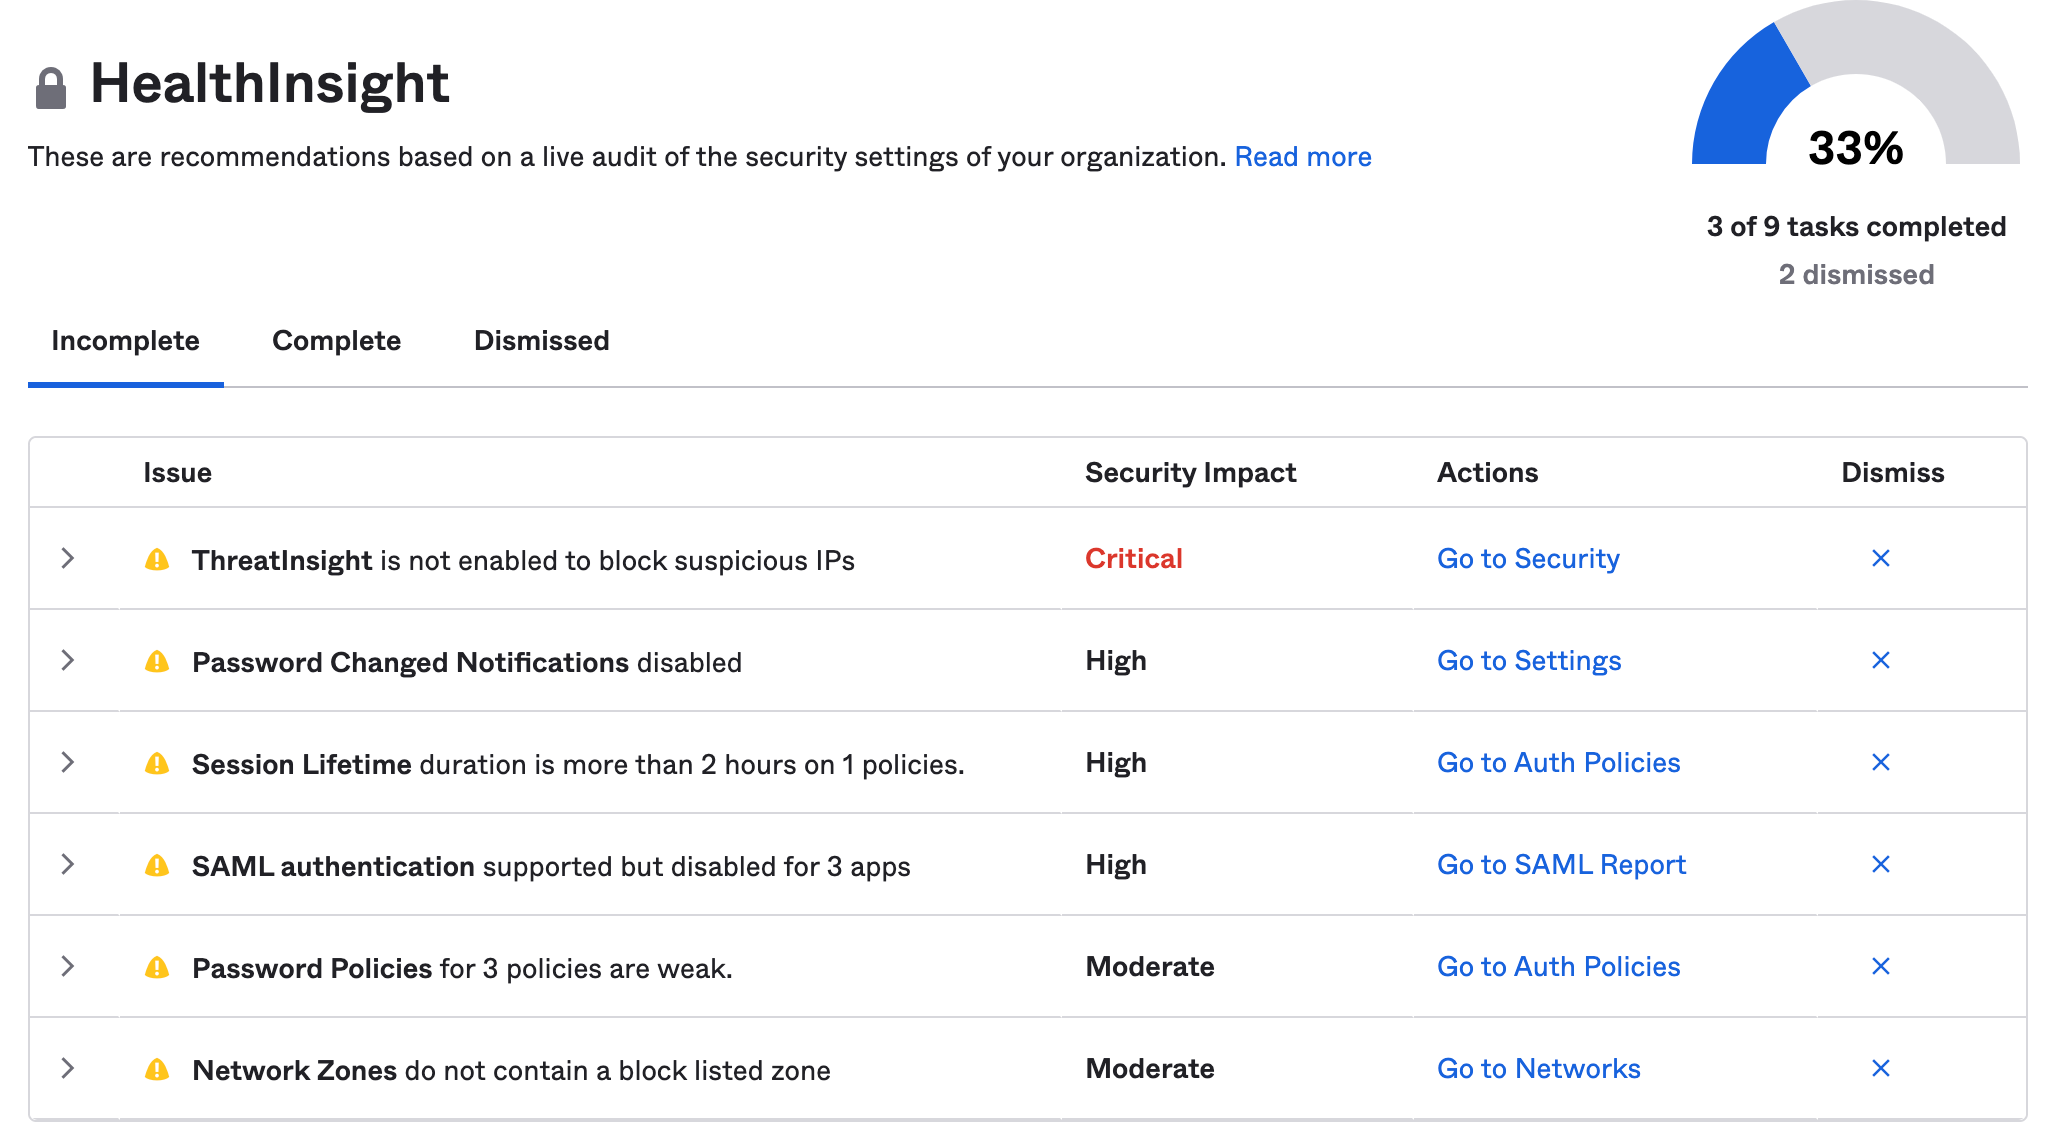 HealthInsight
These are recommendations based on a live audit of the security settings of your organization. Read more
33%
3 of 9 tasks completed
2 dismissed
Incomplete Complete Dismissed
Issue Security Impact Actions Dismiss
ThreatInsight is not enabled to block suspicious IPs Critical Go to Security
Password Changed Notifications disabled High Go to Settings
Session Lifetime duration is more than 2 hours on 1 policies. High Go to Auth Policies
SAML authentication supported but disabled for 3 apps High Go to SAML Report
Password Policies for 3 policies are weak. Moderate Go to Auth Policies
Network Zones do not contain a block listed zone Moderate Go to Networks